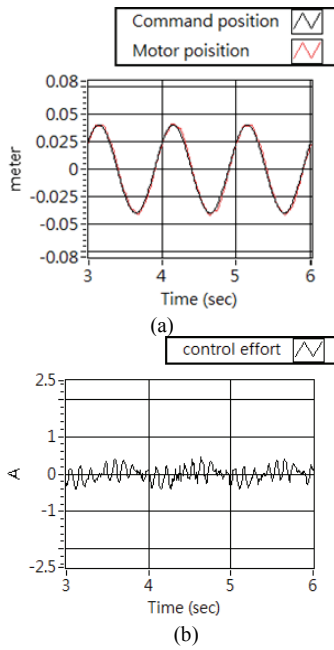 Command position
Motor poisition
0.08
0.05
0.025
0
-0.025
-0.05
-0.08
meter
3 4 5 6
Time (sec)
(a)
control effort
2.5
1
0
-1
-2.5
A
3 4 5 6
Time (sec)
(b)